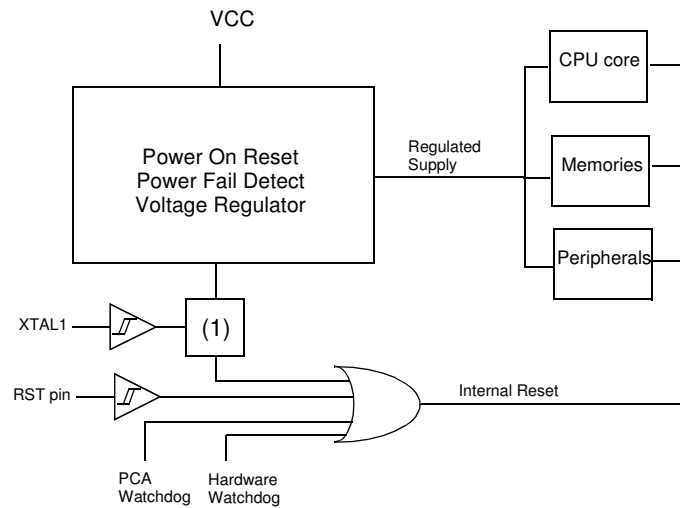 VCC
CPU core
Power On Reset
Power Fail Detect
Voltage Regulator
Regulated
Supply
Memories
Peripherals
XTAL1
(1)
RST pin
Internal Reset
PCA
Watchdog
Hardware
Watchdog